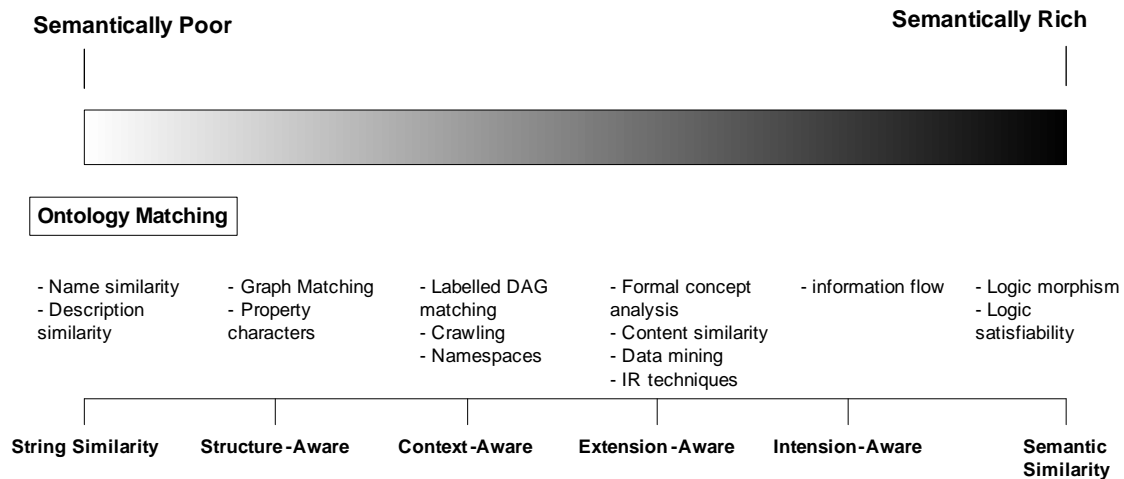 Semantically Poor
Semantically Rich
Ontology Matching
- Name similarity
- Description
similarity
- Graph Matching
- Property
characters
- Labelled DAG
matching
- Crawling
- Namespaces
- Formal concept
analysis
- Content similarity
- Data mining
- IR techniques
- information flow
- Logic morphism
- Logic
satisfiability
String Similarity
Structure-Aware
Context-Aware
Extension-Aware
Intension-Aware
Semantic
Similarity